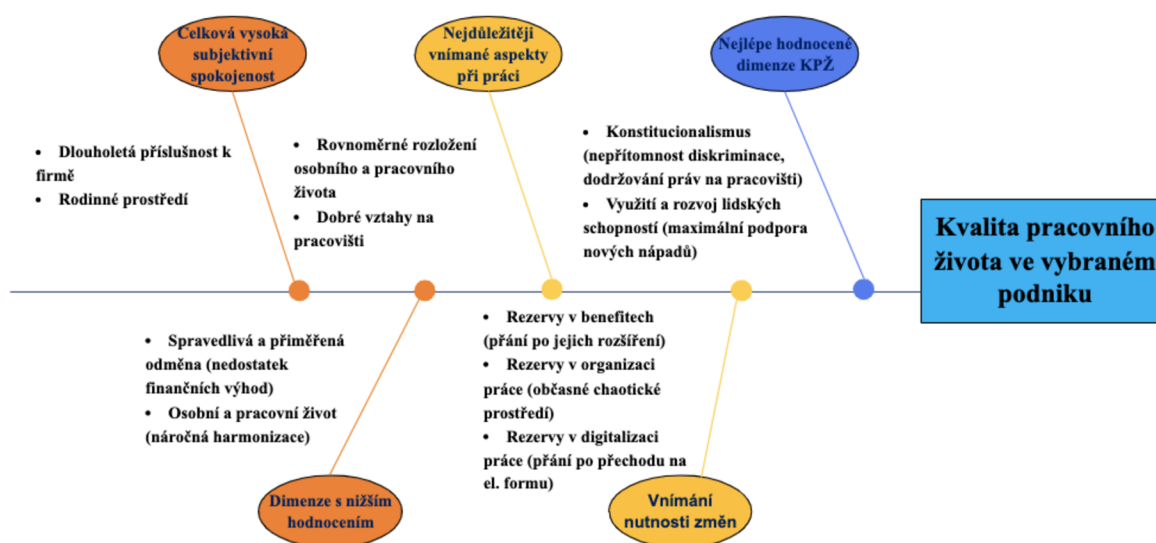 Celková vysoká
subjektivní
spokojenost
Nejdůležitěji
vnímané aspekty
při práci
Nejlépe hodnocené
dimenze KPŽ
• Dlouholetá příslušnost k
firmě
• Rodinné prostředí
• Rovnoměrné rozložení
osobního a pracovního
života
• Dobré vztahy na
pracovišti
• Konstitucionalismus
(nepřítomnost diskriminace,
dodržování práv na pracovišti)
• Využití a rozvoj lidských
schopností (maximální podpora
nových nápadů)
Kvalita pracovního
života ve vybraném
podniku
• Spravedlivá a přiměřená
odměna (nedostatek
finančních výhod)
• Osobní a pracovní život
(náročná harmonizace)
• Rezervy v benefitech
(přání po jejich rozšíření)
• Rezervy v organizaci
práce (občasné chaotické
prostředí)
• Rezervy v digitalizaci
práce (přání po přechodu na
el. formu)
Dimenze s nižším
hodnocením
Vnímání
nutnosti změn